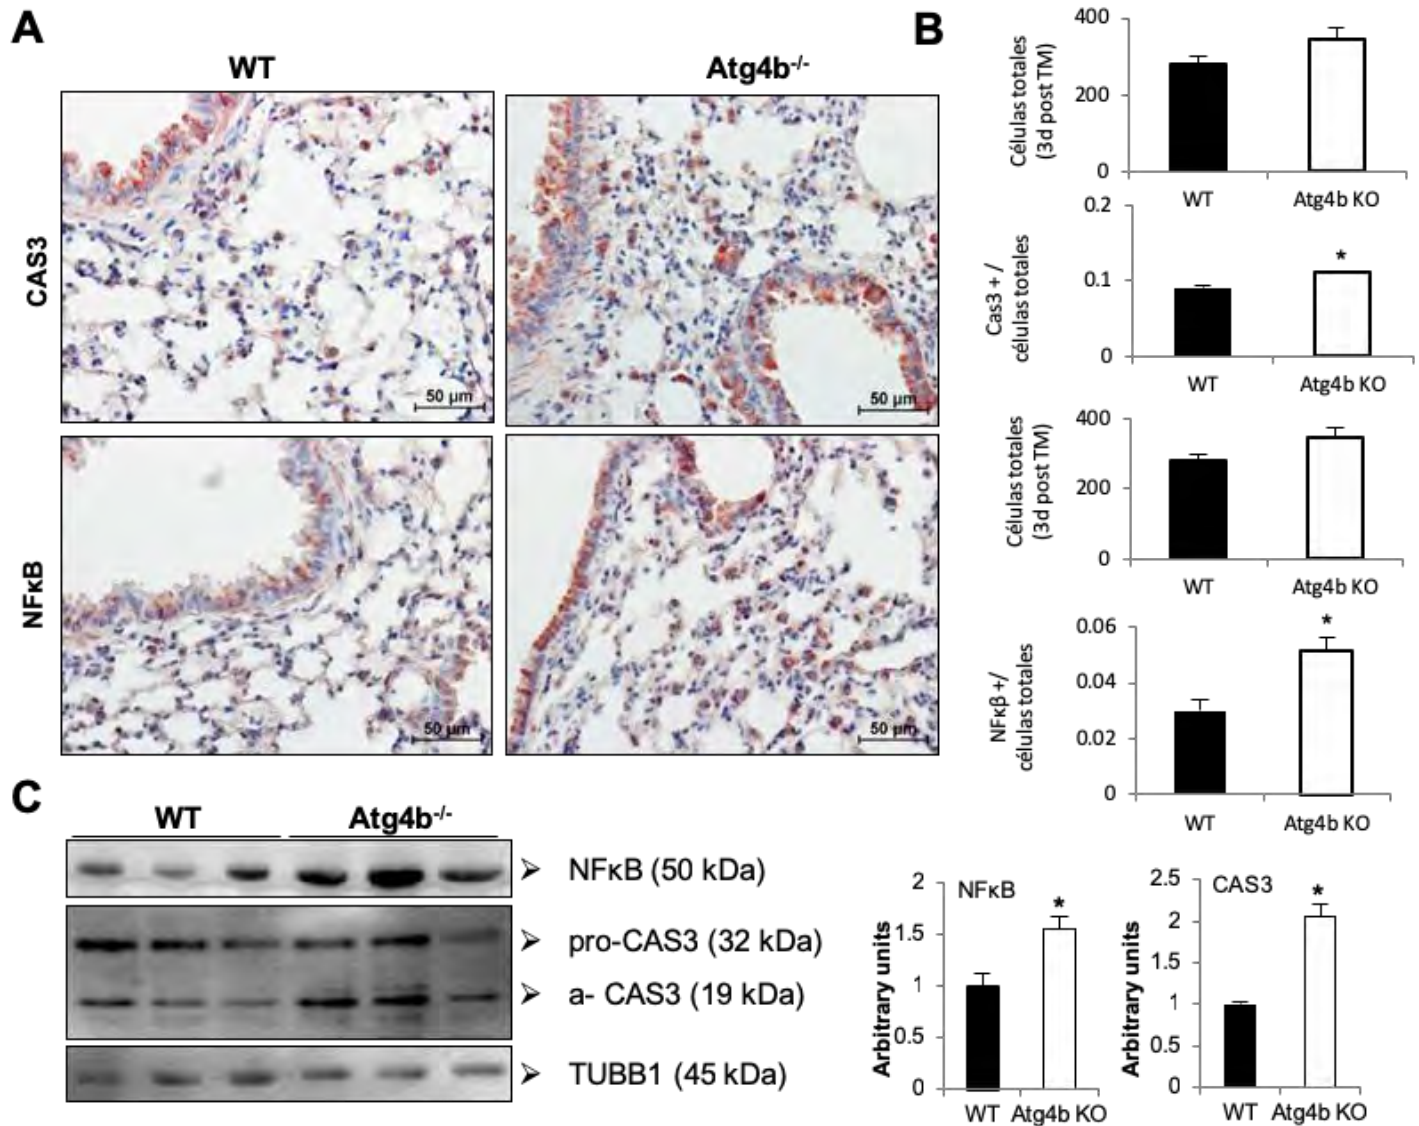 A
WT
Atg4b-/-
CAS3
50 µm
50 µm
NFκB
50 µm
50 µm
B
400
200
0
Células totales
(3d post TM)
WT
Atg4b KO
0.2
0.1
0
Cas3 + /
células totales
*
WT
Atg4b KO
400
200
0
Células totales
(3d post TM)
WT
Atg4b KO
0.06
0.04
0.02
0
NFκβ +/
células totales
*
WT
Atg4b KO
C
WT
Atg4b-/-
NFκB (50 kDa)
pro-CAS3 (32 kDa)
a- CAS3 (19 kDa)
TUBB1 (45 kDa)
2
1.5
1
0.5
0
Arbitrary units
NFκB
*
WT Atg4b KO
2.5
2
1.5
1
0.5
0
Arbitrary units
CAS3
*
WT Atg4b KO